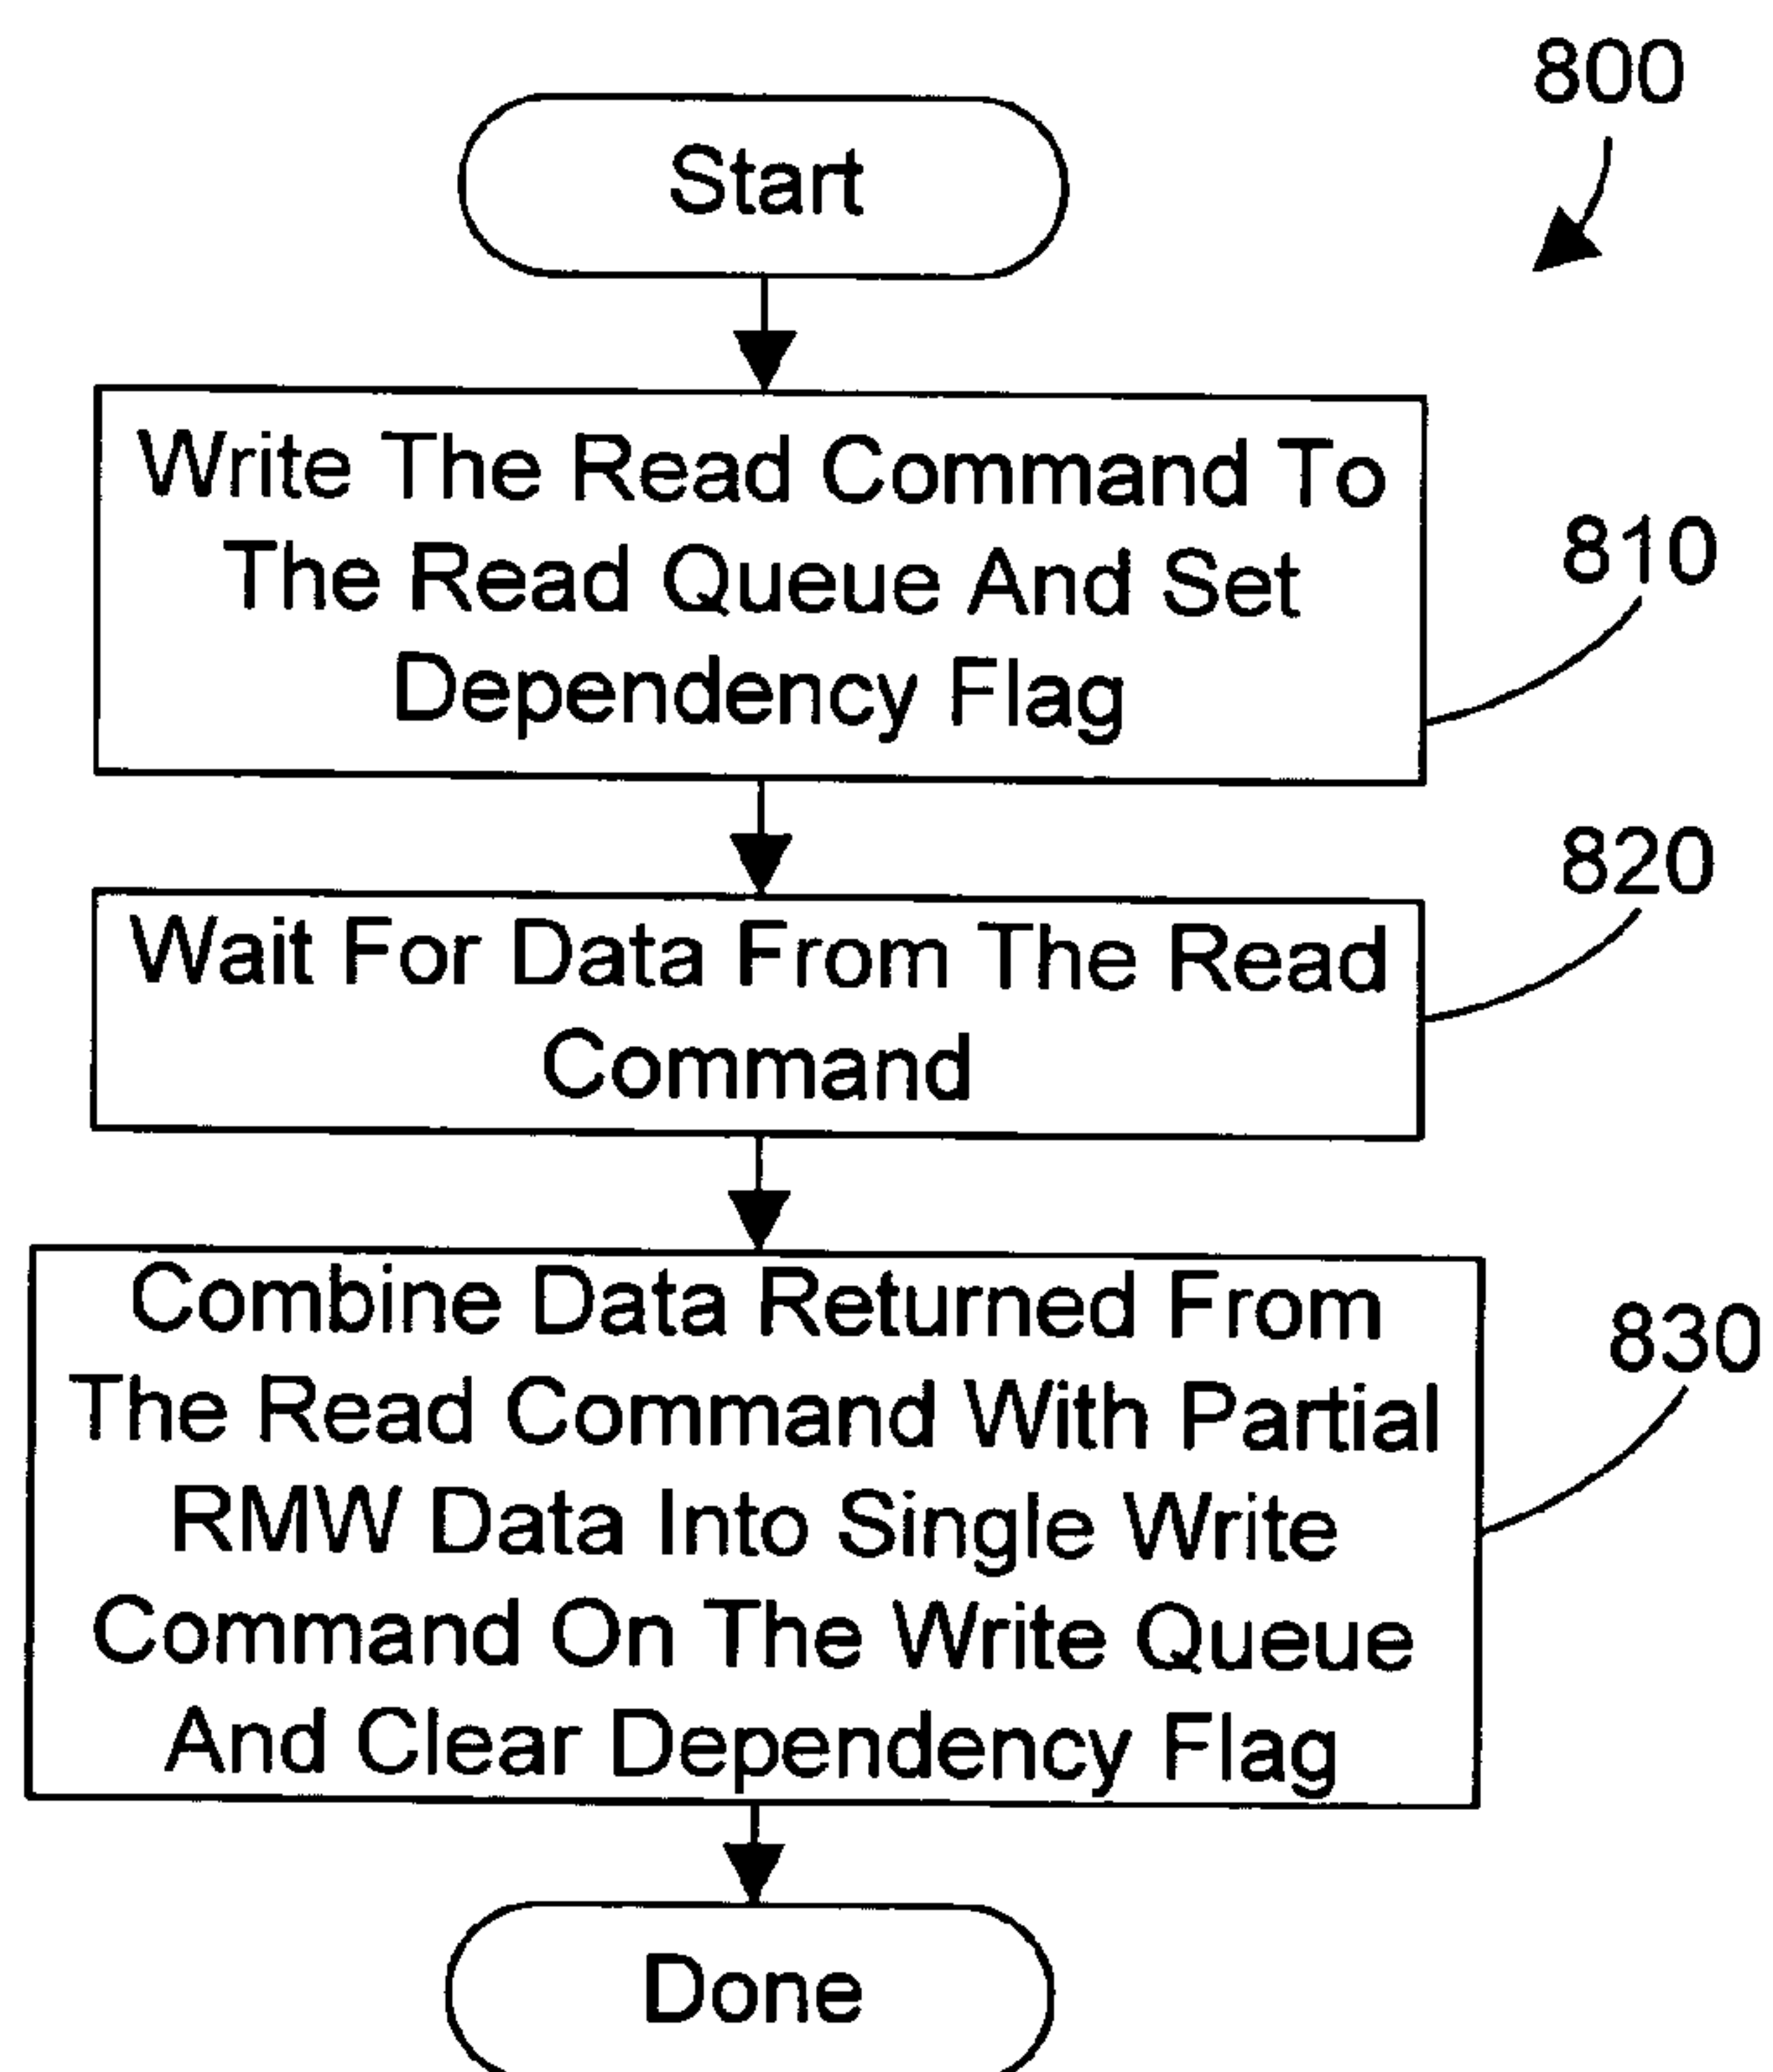 800
Start
Write The Read Command To
The Read Queue And Set
Dependency Flag
810
Wait For Data From The Read
Command
820
Combine Data Returned From
The Read Command With Partial
RMW Data Into Single Write
Command On The Write Queue
And Clear Dependency Flag
830
Done